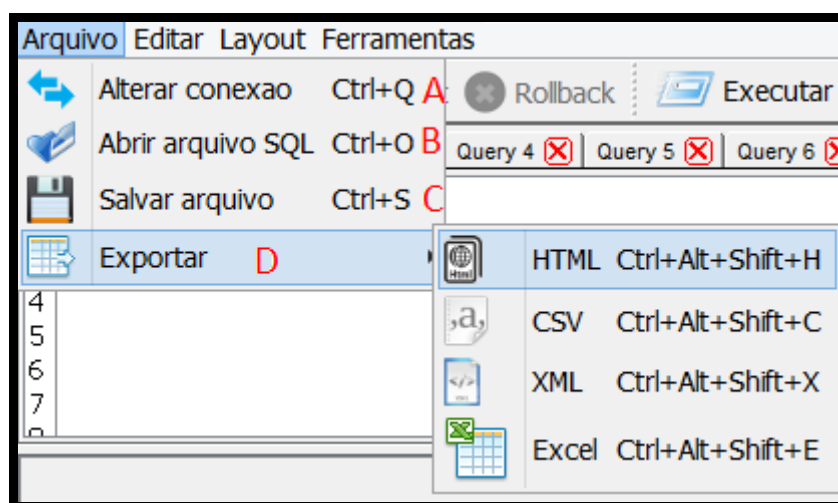 Arquivo Editar Layout Ferramentas
Alterar conexao Ctrl+Q A
Rollback Executar
Abrir arquivo SQL Ctrl+O B
Query 4 Query 5 Query 6
Salvar arquivo Ctrl+S C
Exportar D
HTML Ctrl+Alt+Shift+H
CSV Ctrl+Alt+Shift+C
XML Ctrl+Alt+Shift+X
Excel Ctrl+Alt+Shift+E
4
5
6
7